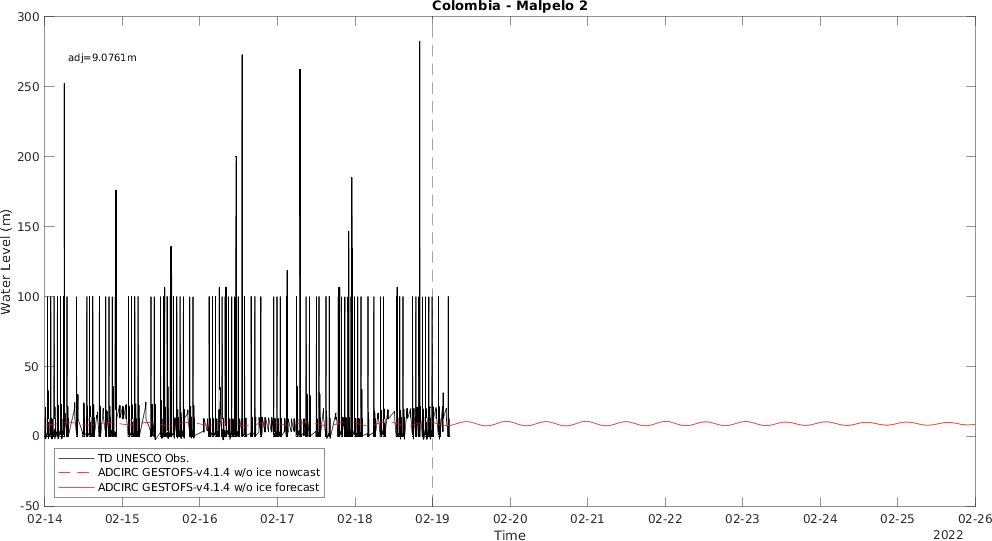 Colombia - Malpelo 2
300
250
200
150
100
50
0
-50
Water Level (m)
adj=9.0761m
TD UNESCO Obs.
ADCIRC GESTOFS-v4.1.4 w/o ice nowcast
ADCIRC GESTOFS-v4.1.4 w/o ice forecast
02-14 02-15 02-16 02-17 02-18 02-19 02-20 02-21 02-22 02-23 02-24 02-25 02-26
Time
2022